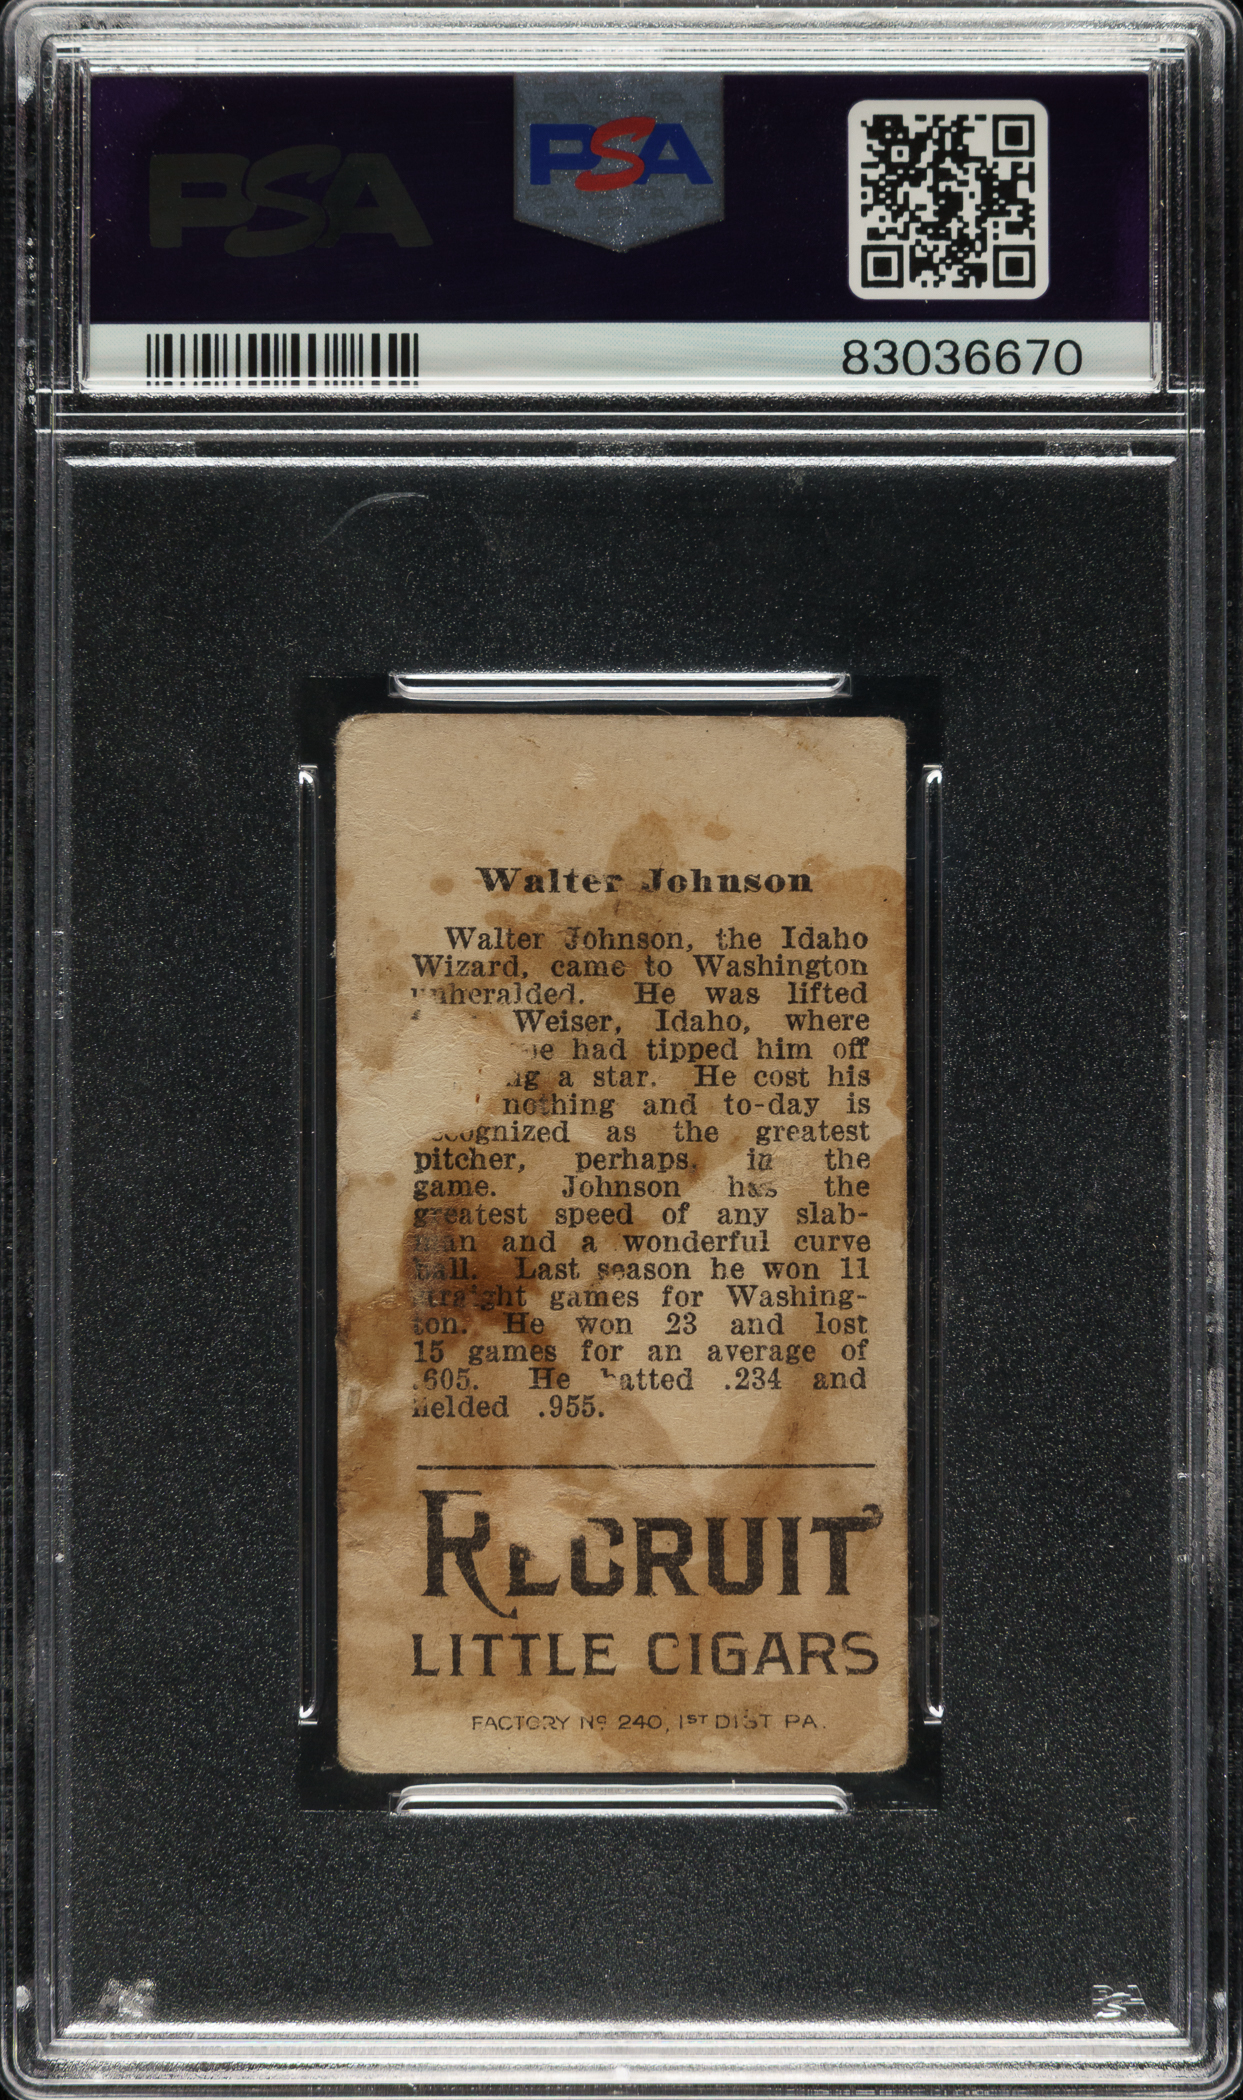 PSA
PSA
83036670
Walter Johnson
Walter Johnson, the Idaho
Wizard, came to Washington
unheralded. He was lifted
Weiser, Idaho, where
had tipped him off
a star. He cost his
nothing and to-day is
recognized as the greatest
pitcher, perhaps, in the
game. Johnson has the
greatest speed of any slab-
man and a wonderful curve
ball. Last season he won 11
straight games for Washing-
ton. He won 23 and lost
15 games for an average of
.605. He batted .234 and
fielded .955.
RECRUIT
LITTLE CIGARS
FACTORY Nº 240, 1ST DIST PA.
PSA